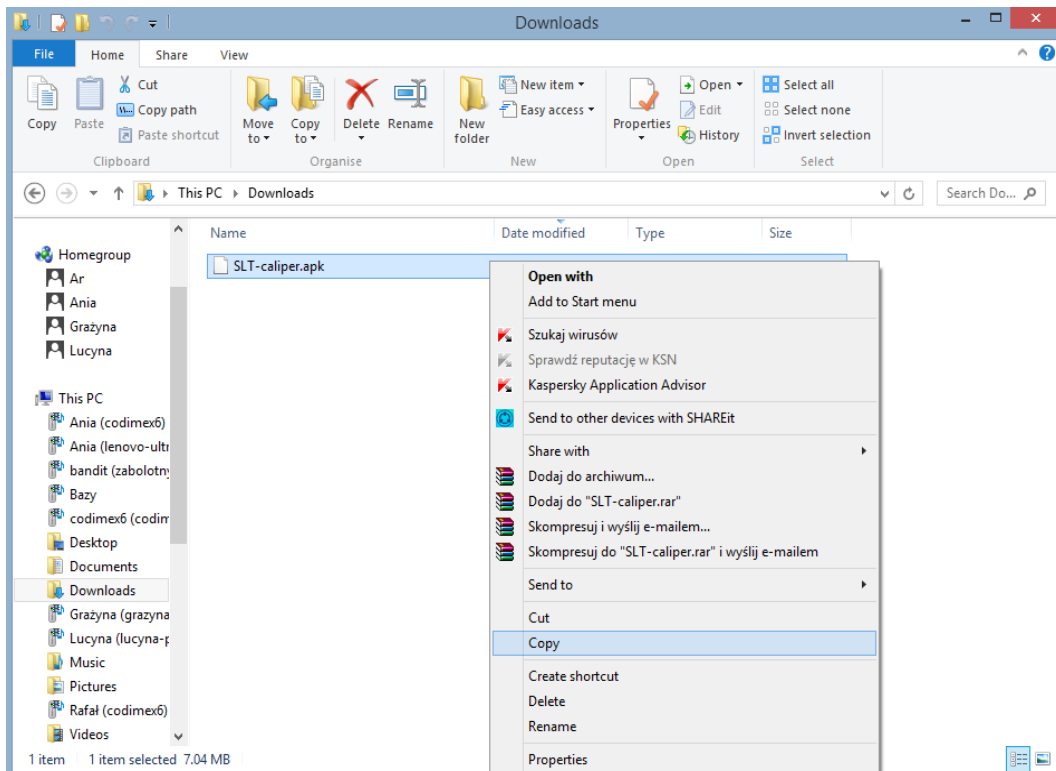 Downloads
File Home Share View
Copy
Paste
Cut
Copy path
Paste shortcut
Clipboard
Move to
Copy to
Delete
Rename
Organise
New folder
New item
Easy access
New
Properties
Open
Edit
History
Open
Select all
Select none
Invert selection
Select
This PC Downloads
Search Do...
Homegroup
Ar
Ania
Grażyna
Lucyna
This PC
Ania (codimex6)
Ania (lenovo-ultr
bandit (zabolotny
Bazy
codimex6 (codim
Desktop
Documents
Downloads
Grażyna (grazyna
Lucyna (lucyna-p
Music
Pictures
Rafał (codimex6)
Videos
Name Date modified Type Size
SLT-caliper.apk
Open with
Add to Start menu
Szukaj wirusów
Sprawdź reputację w KSN
Kaspersky Application Advisor
Send to other devices with SHAREit
Share with
Dodaj do archiwum...
Dodaj do "SLT-caliper.rar"
Skompresuj i wyślij e-mailem...
Skompresuj do "SLT-caliper.rar" i wyślij e-mailem
Send to
Cut
Copy
Create shortcut
Delete
Rename
Properties
1 item 1 item selected 7.04 MB